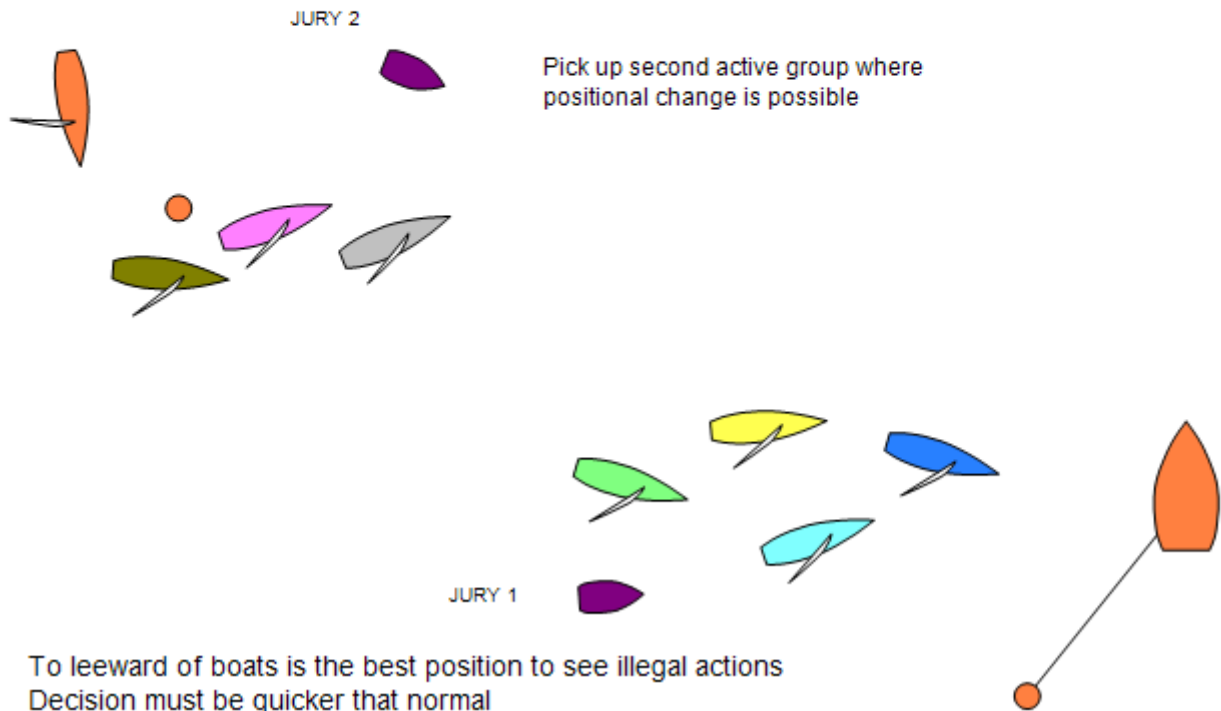 JURY 2
Pick up second active group where
positional change is possible
JURY 1
To leeward of boats is the best position to see illegal actions
Decision must be quicker that normal